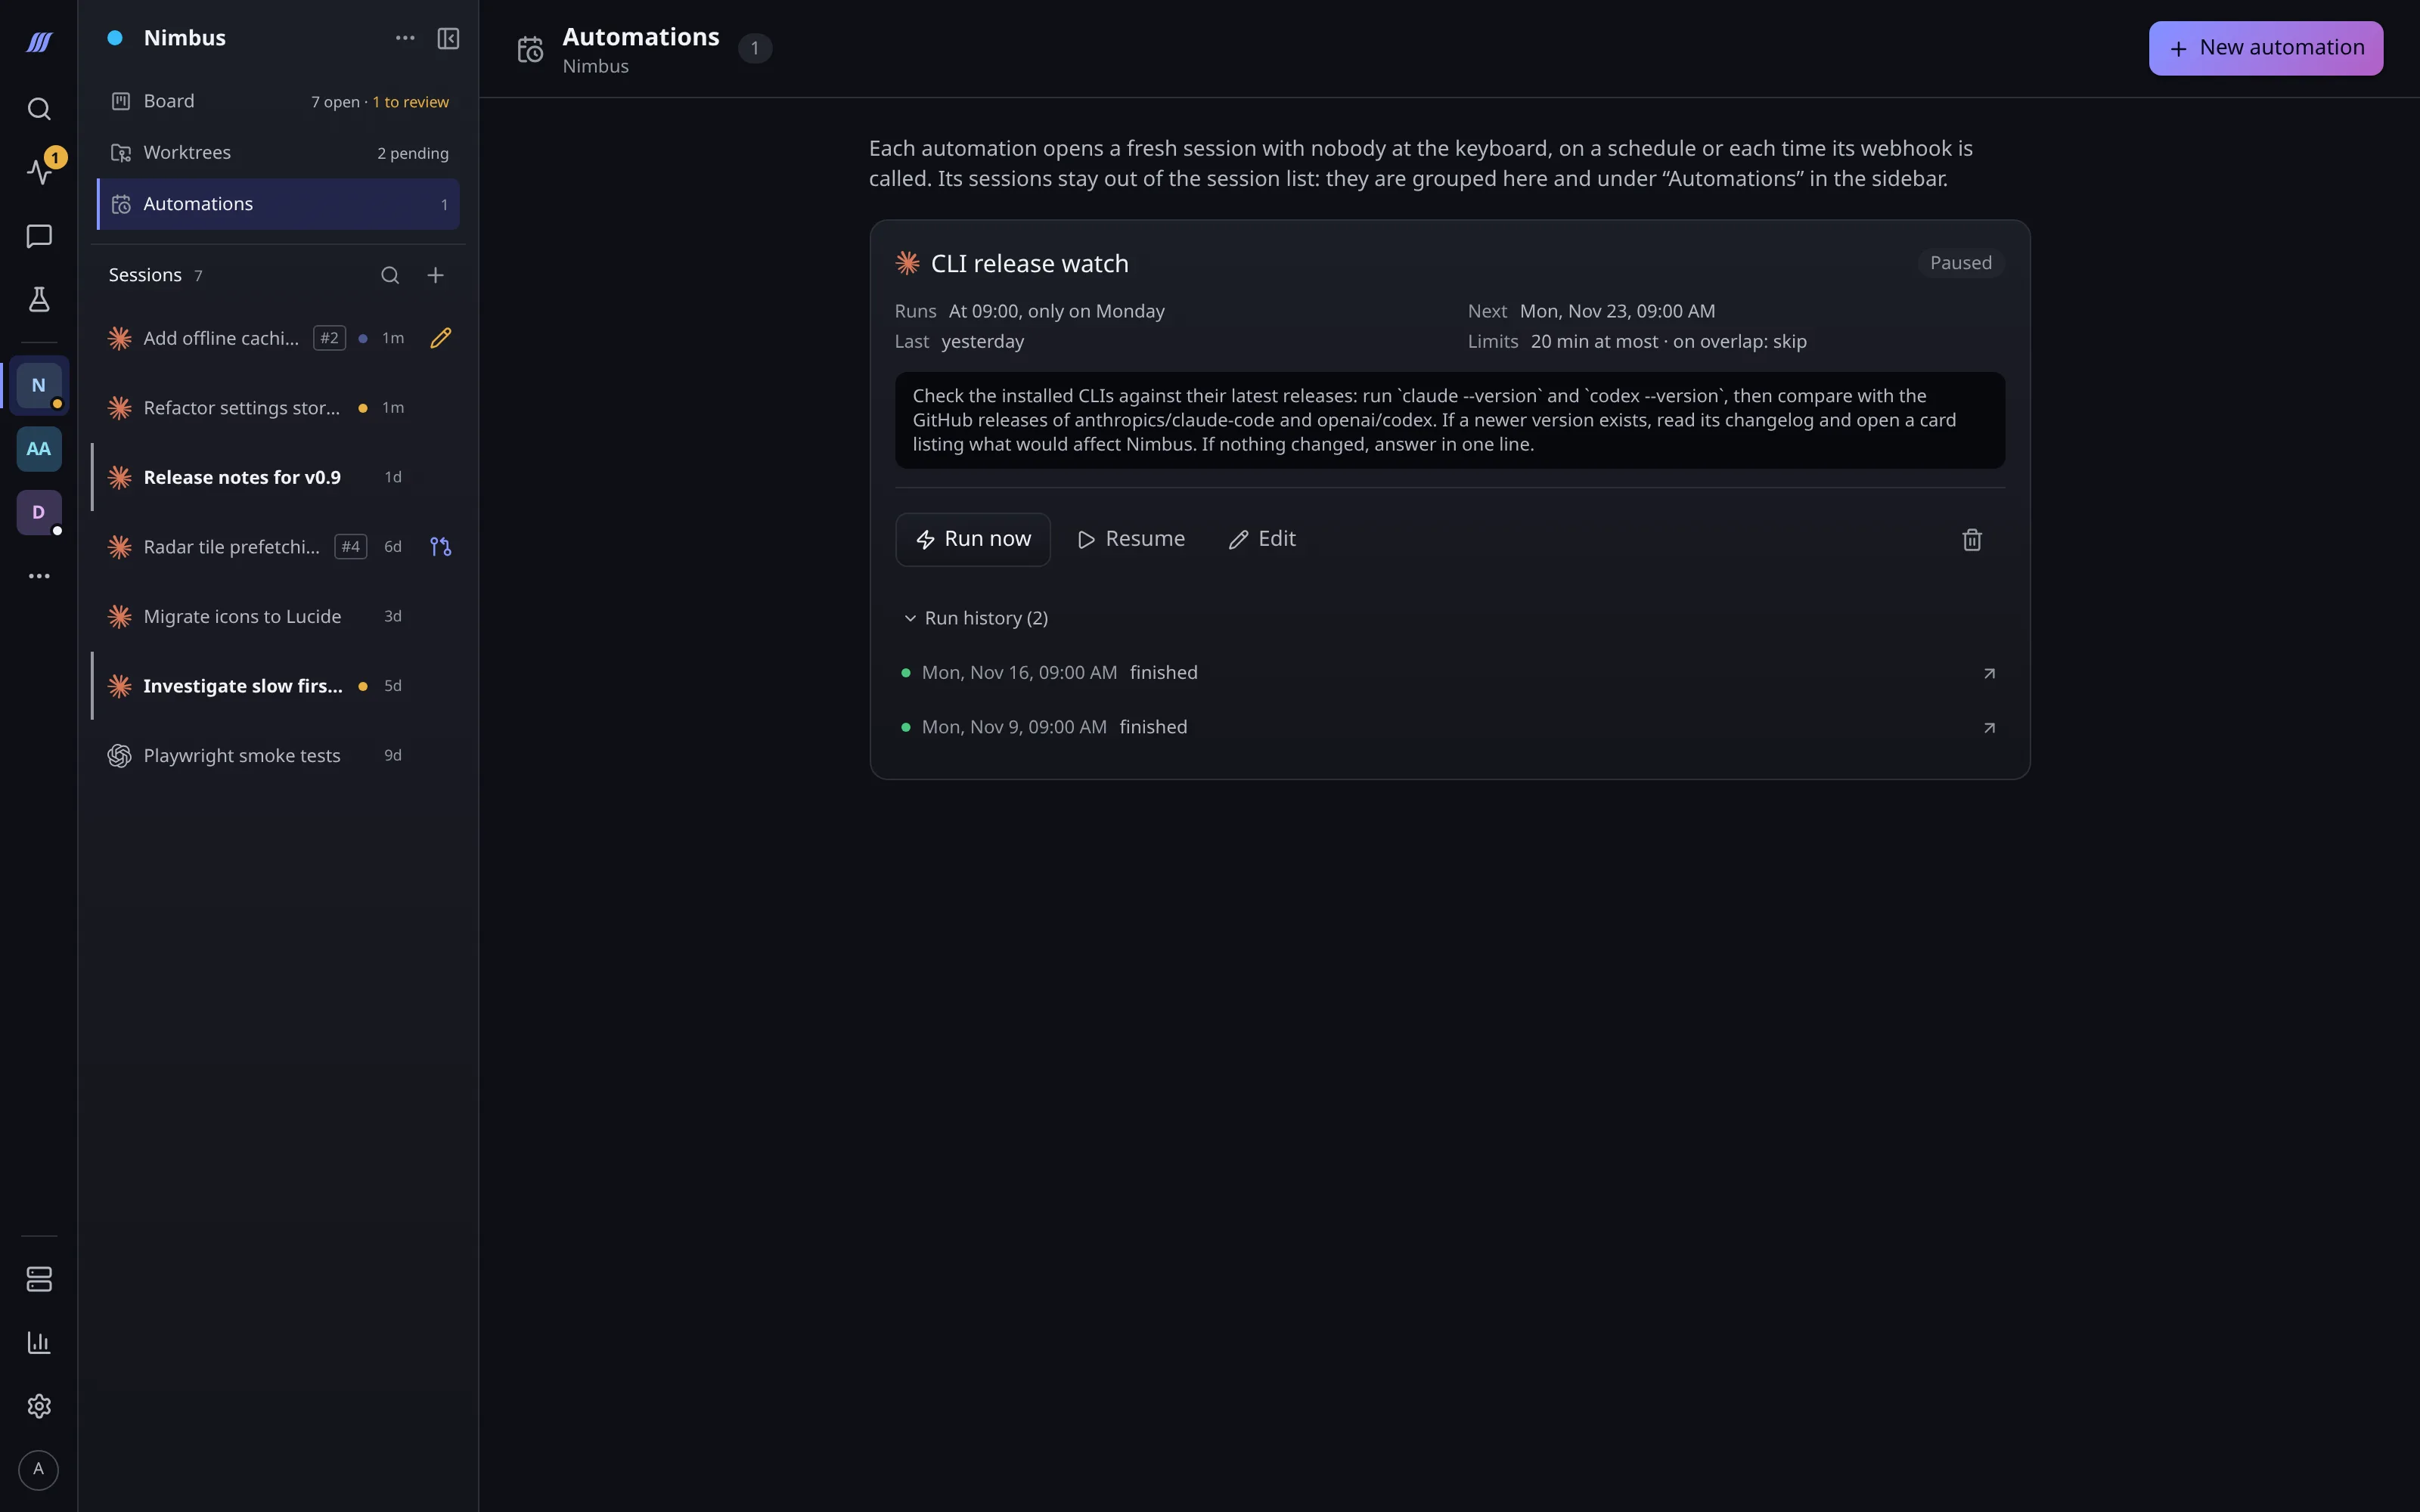 Nimbus
Board
7 open · 1 to review
Worktrees
2 pending
Automations
1
Sessions 7
Add offline cachi... #2 1m
Refactor settings stor... 1m
Release notes for v0.9 1d
Radar tile prefetchi... #4 6d
Migrate icons to Lucide 3d
Investigate slow firs... 5d
Playwright smoke tests 9d
1
N
AA
D
A
Automations 1
Nimbus
New automation
Each automation opens a fresh session with nobody at the keyboard, on a schedule or each time its webhook is
called. Its sessions stay out of the session list: they are grouped here and under “Automations” in the sidebar.
CLI release watch
Paused
Runs At 09:00, only on Monday
Next Mon, Nov 23, 09:00 AM
Last yesterday
Limits 20 min at most · on overlap: skip
Check the installed CLIs against their latest releases: run `claude --version` and `codex --version`, then compare with the
GitHub releases of anthropics/claude-code and openai/codex. If a newer version exists, read its changelog and open a card
listing what would affect Nimbus. If nothing changed, answer in one line.
Run now
Resume
Edit
Run history (2)
Mon, Nov 16, 09:00 AM finished
Mon, Nov 9, 09:00 AM finished